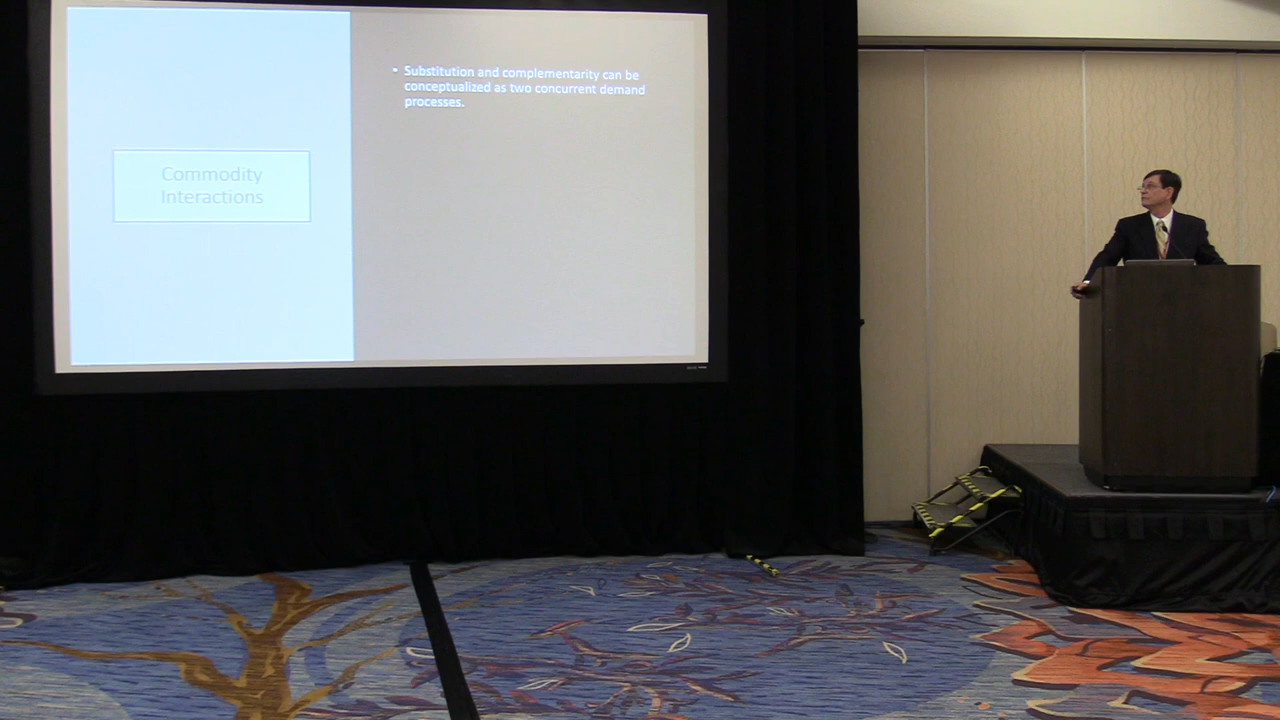 Commodity
Interactions
• Substitution and complementarity can be
conceptualized as two concurrent demand
processes.